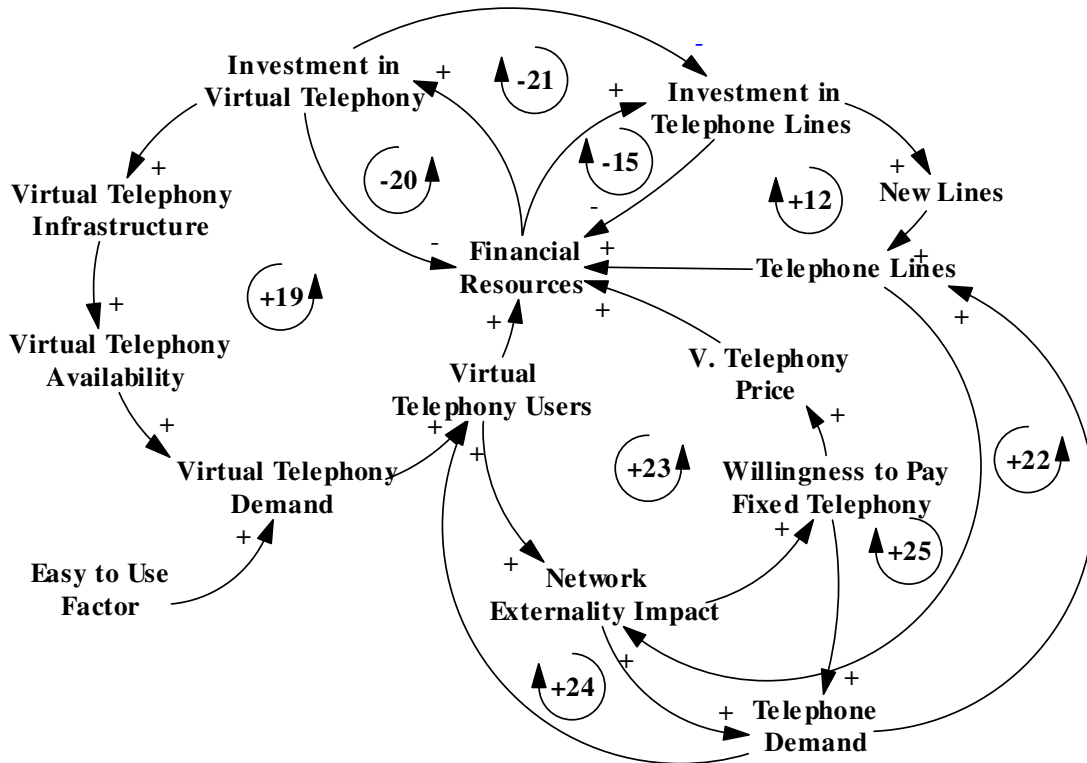 -
Investment in
Virtual Telephony
+
-21
+
Investment in
Telephone Lines
+
-20
-15
+
New Lines
Virtual Telephony
Infrastructure
+12
-
-
+
+
Financial
Resources
Telephone Lines
+19
+
+
+
+
Virtual Telephony
Availability
V. Telephony
Price
Virtual
Telephony Users
+
+
+
+
Virtual Telephony
Demand
+23
+22
Willingness to Pay
Fixed Telephony
+
+
+25
+
Easy to Use
Factor
Network
Externality Impact
+
+24
+
+
Telephone
Demand